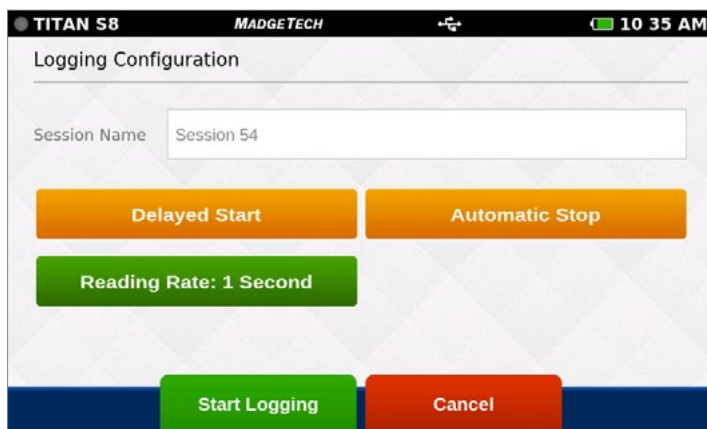 TITAN S8 MADGETECH 10 35 AM
Logging Configuration
Session Name Session 54
Delayed Start Automatic Stop
Reading Rate: 1 Second
Start Logging Cancel